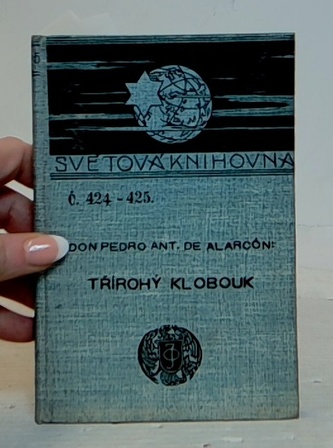 SVĚTOVÁ KNIHOVNA
Č. 424 - 425.
DON PEDRO ANT. DE ALARCÓN:
TŘÍROHÝ KLOBOUK